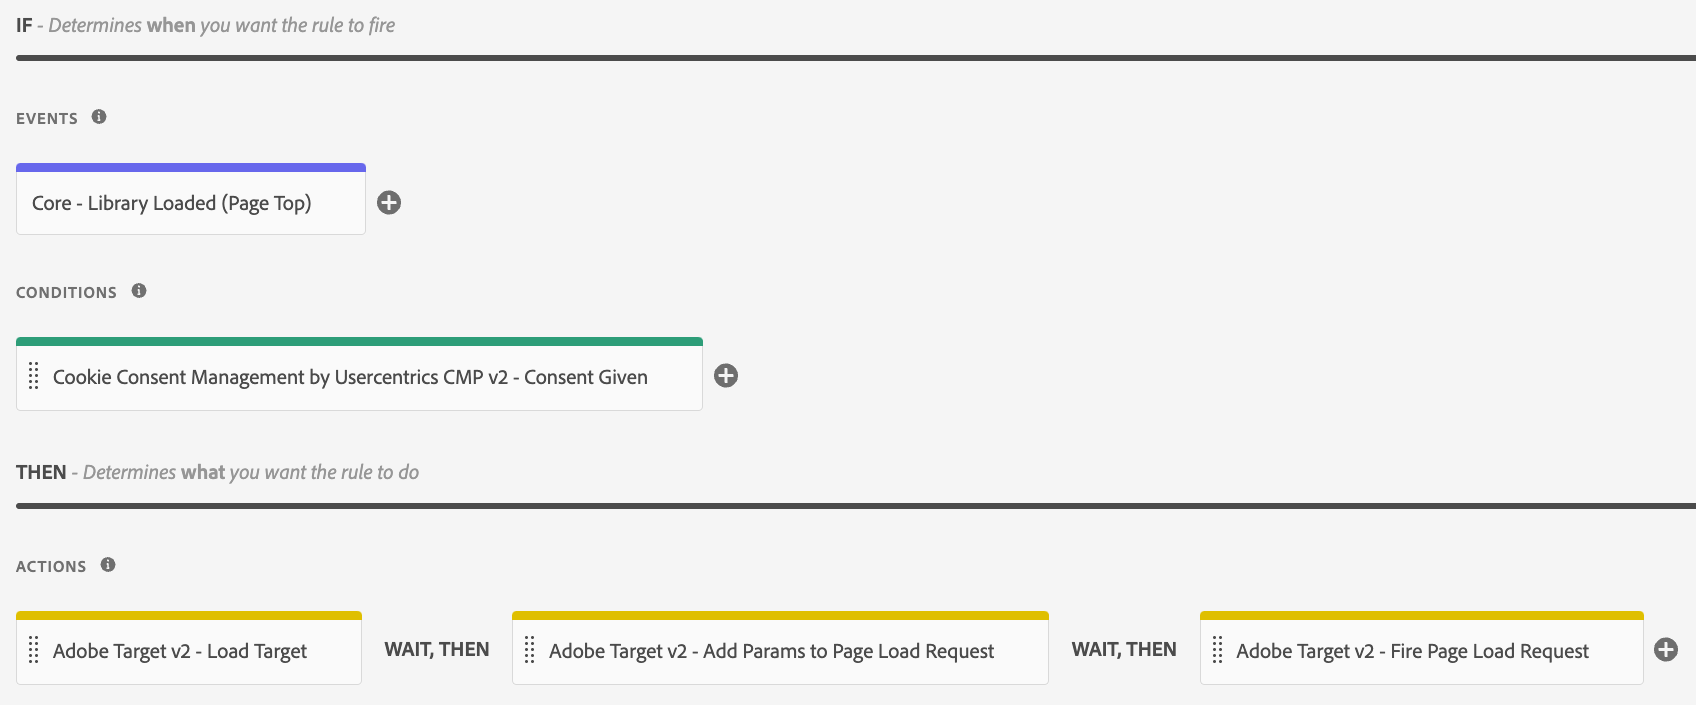 IF - Determines when you want the rule to fire
EVENTS
Core - Library Loaded (Page Top)
CONDITIONS
Cookie Consent Management by Usercentrics CMP v2 - Consent Given
THEN - Determines what you want the rule to do
ACTIONS
Adobe Target v2 - Load Target WAIT, THEN Adobe Target v2 - Add Params to Page Load Request WAIT, THEN Adobe Target v2 - Fire Page Load Request